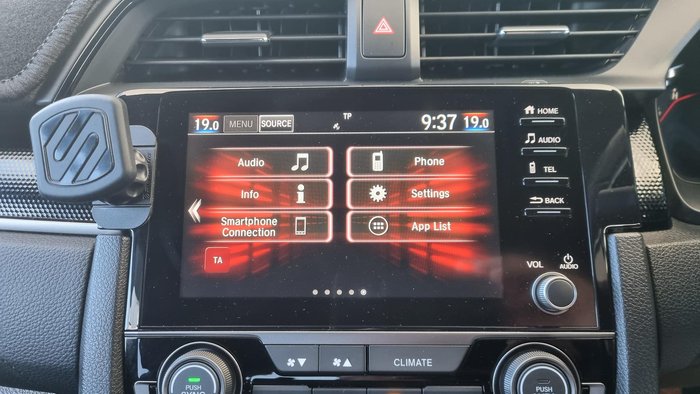 TP
19.0 MENU SOURCE 9:37 19.0
HOME
Audio Phone
AUDIO
Info Settings
TEL
Smartphone
Connection
App List
BACK
TA
VOL AUDIO
CLIMATE
PUSH
SYNC
PUSH